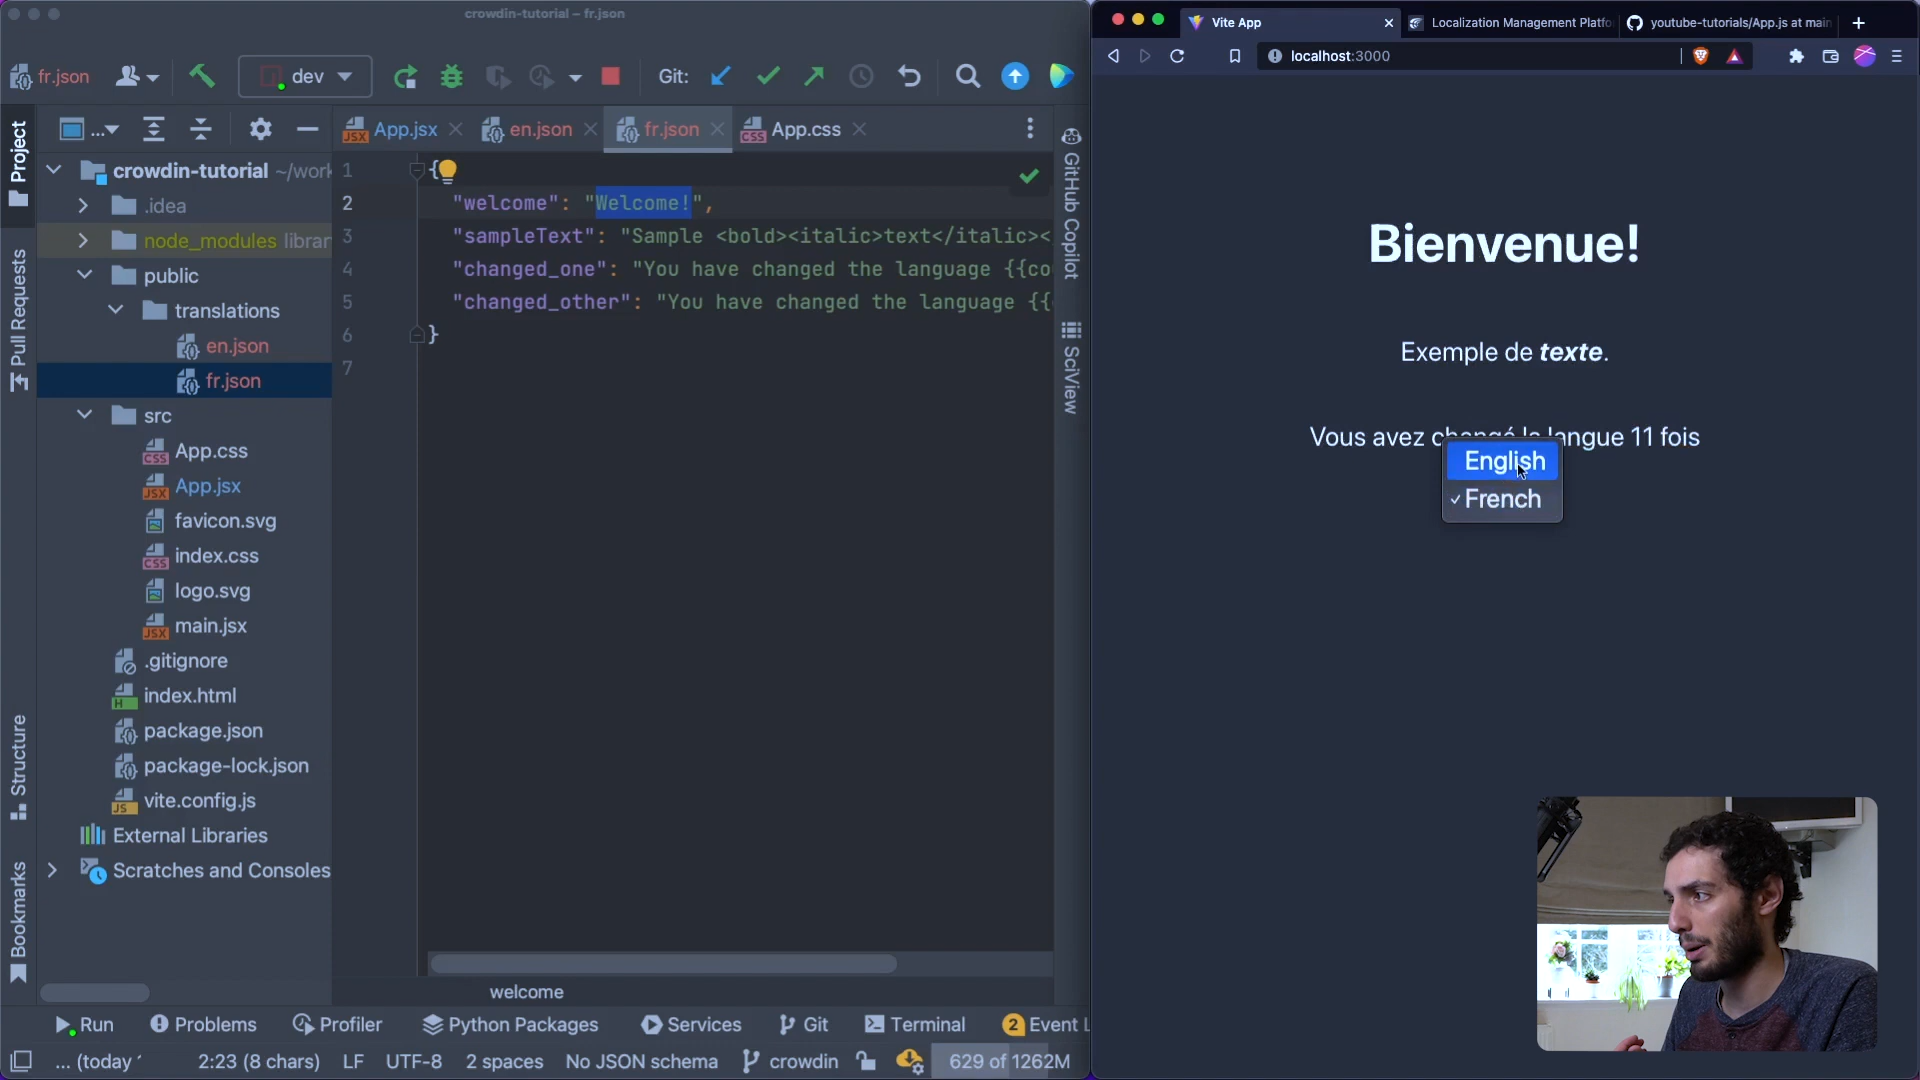 crowdin-tutorial – fr.json
fr.json
dev
Git:
Project
Pull Requests
Structure
Bookmarks
...
crowdin-tutorial ~/work
.idea
node_modules librar
public
translations
en.json
fr.json
src
App.css
App.jsx
favicon.svg
index.css
logo.svg
main.jsx
.gitignore
index.html
package.json
package-lock.json
vite.config.js
External Libraries
Scratches and Consoles
App.jsx
en.json
fr.json
App.css
1 {
2 "welcome": "Welcome!",
3 "sampleText": "Sample <bold><italic>text</italic><
4 "changed_one": "You have changed the language {{co
5 "changed_other": "You have changed the language {{
6 }
7
GitHub Copilot
SciView
welcome
Run
Problems
Profiler
Python Packages
Services
Git
Terminal
2 Event L
... (today
2:23 (8 chars)
LF
UTF-8
2 spaces
No JSON schema
crowdin
629 of 1262M
Vite App
Localization Management Platfo
youtube-tutorials/App.js at main
localhost:3000
Bienvenue!
Exemple de texte.
Vous avez changé la langue 11 fois
English
✓ French